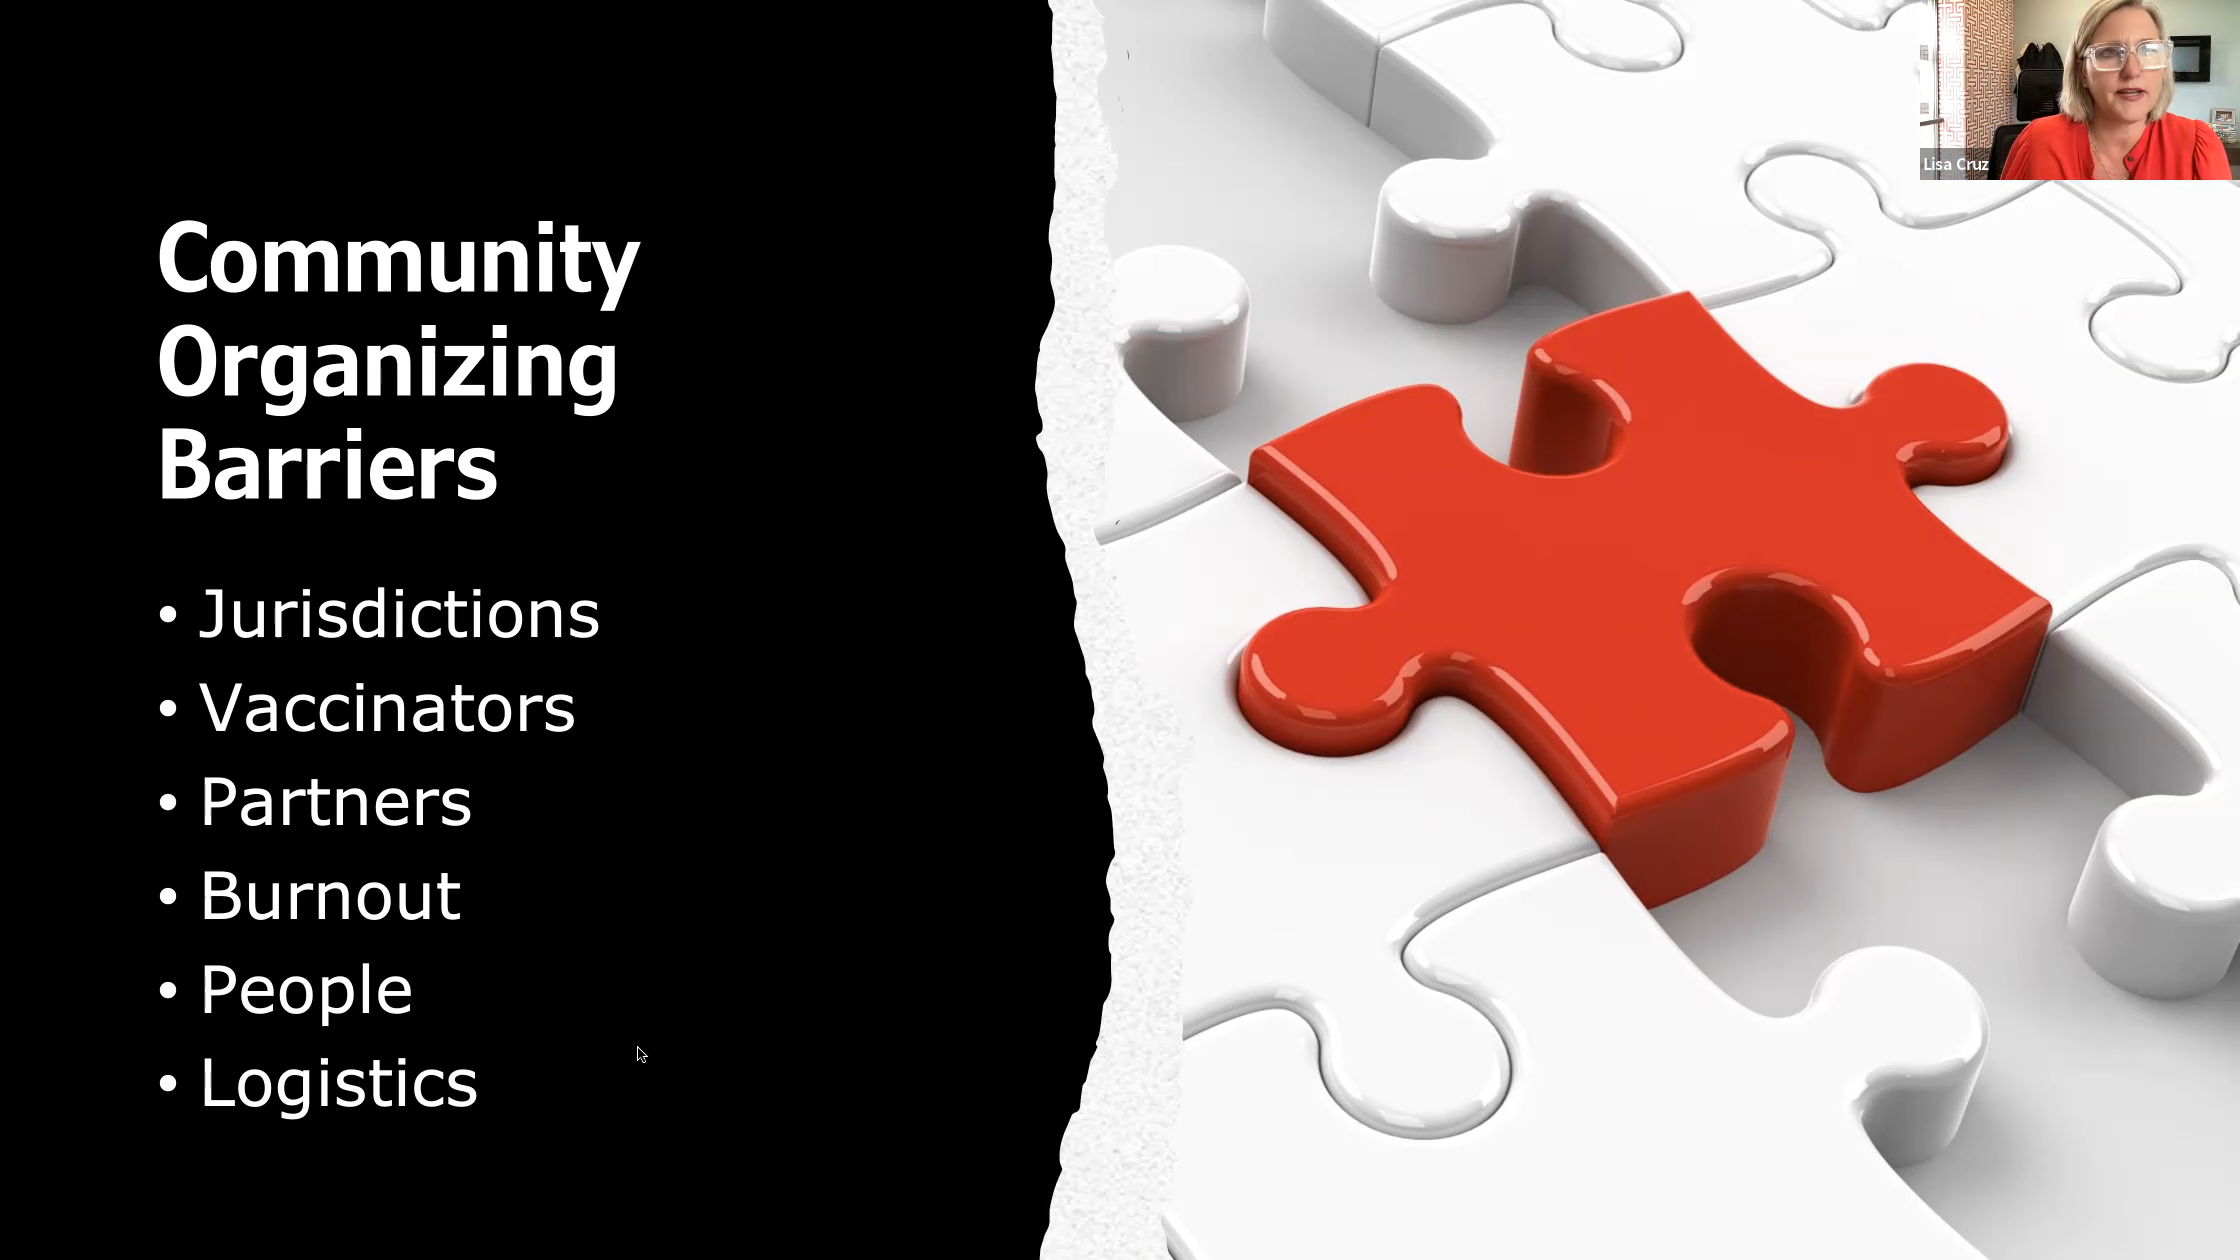 Community
Organizing
Barriers
• Jurisdictions
• Vaccinators
• Partners
• Burnout
• People
• Logistics
Lisa Cruz